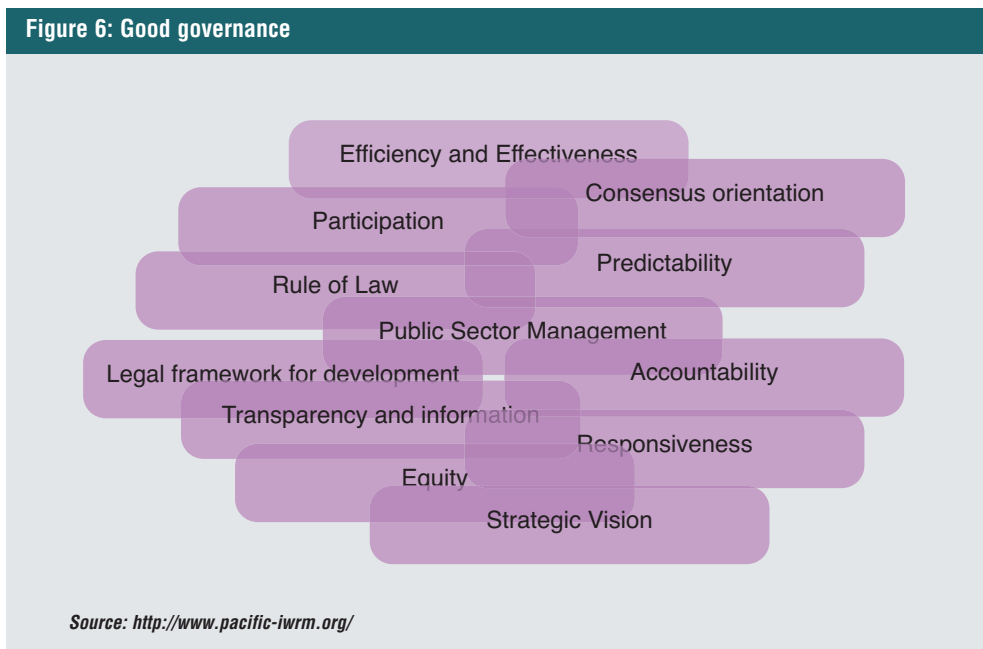 Figure 6: Good governance
Efficiency and Effectiveness
Consensus orientation
Participation
Predictability
Rule of Law
Public Sector Management
Legal framework for development
Accountability
Transparency and information
Responsiveness
Equity
Strategic Vision
Source: http://www.pacific-iwrm.org/